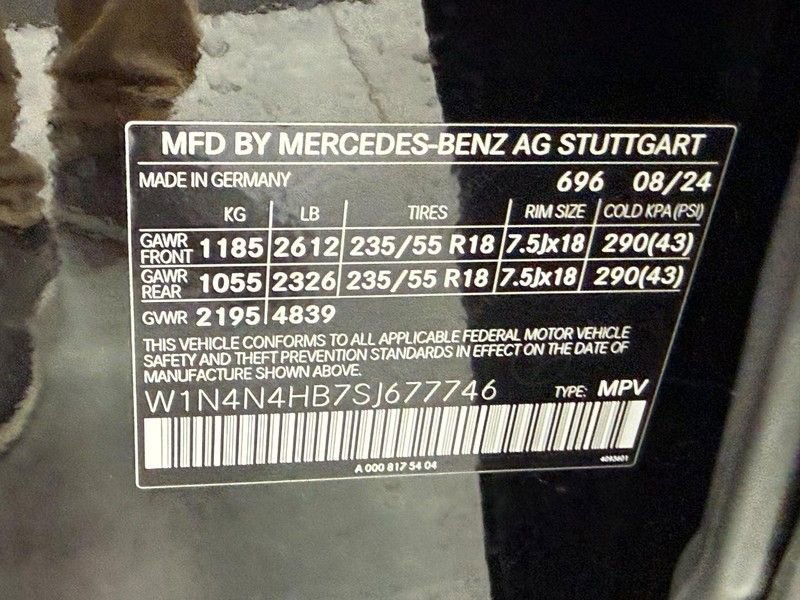 MFD BY MERCEDES-BENZ AG STUTTGART
MADE IN GERMANY 696 08/24
KG LB TIRES RIM SIZE COLD KPA (PSI)
GAWR FRONT 1185 2612 235/55 R18 7.5Jx18 290(43)
GAWR REAR 1055 2326 235/55 R18 7.5Jx18 290(43)
GVWR 2195 4839
THIS VEHICLE CONFORMS TO ALL APPLICABLE FEDERAL MOTOR VEHICLE
SAFETY AND THEFT PREVENTION STANDARDS IN EFFECT ON THE DATE OF
MANUFACTURE SHOWN ABOVE.
W1N4N4HB7SJ677746 TYPE: MPV
A 000 817 54 04